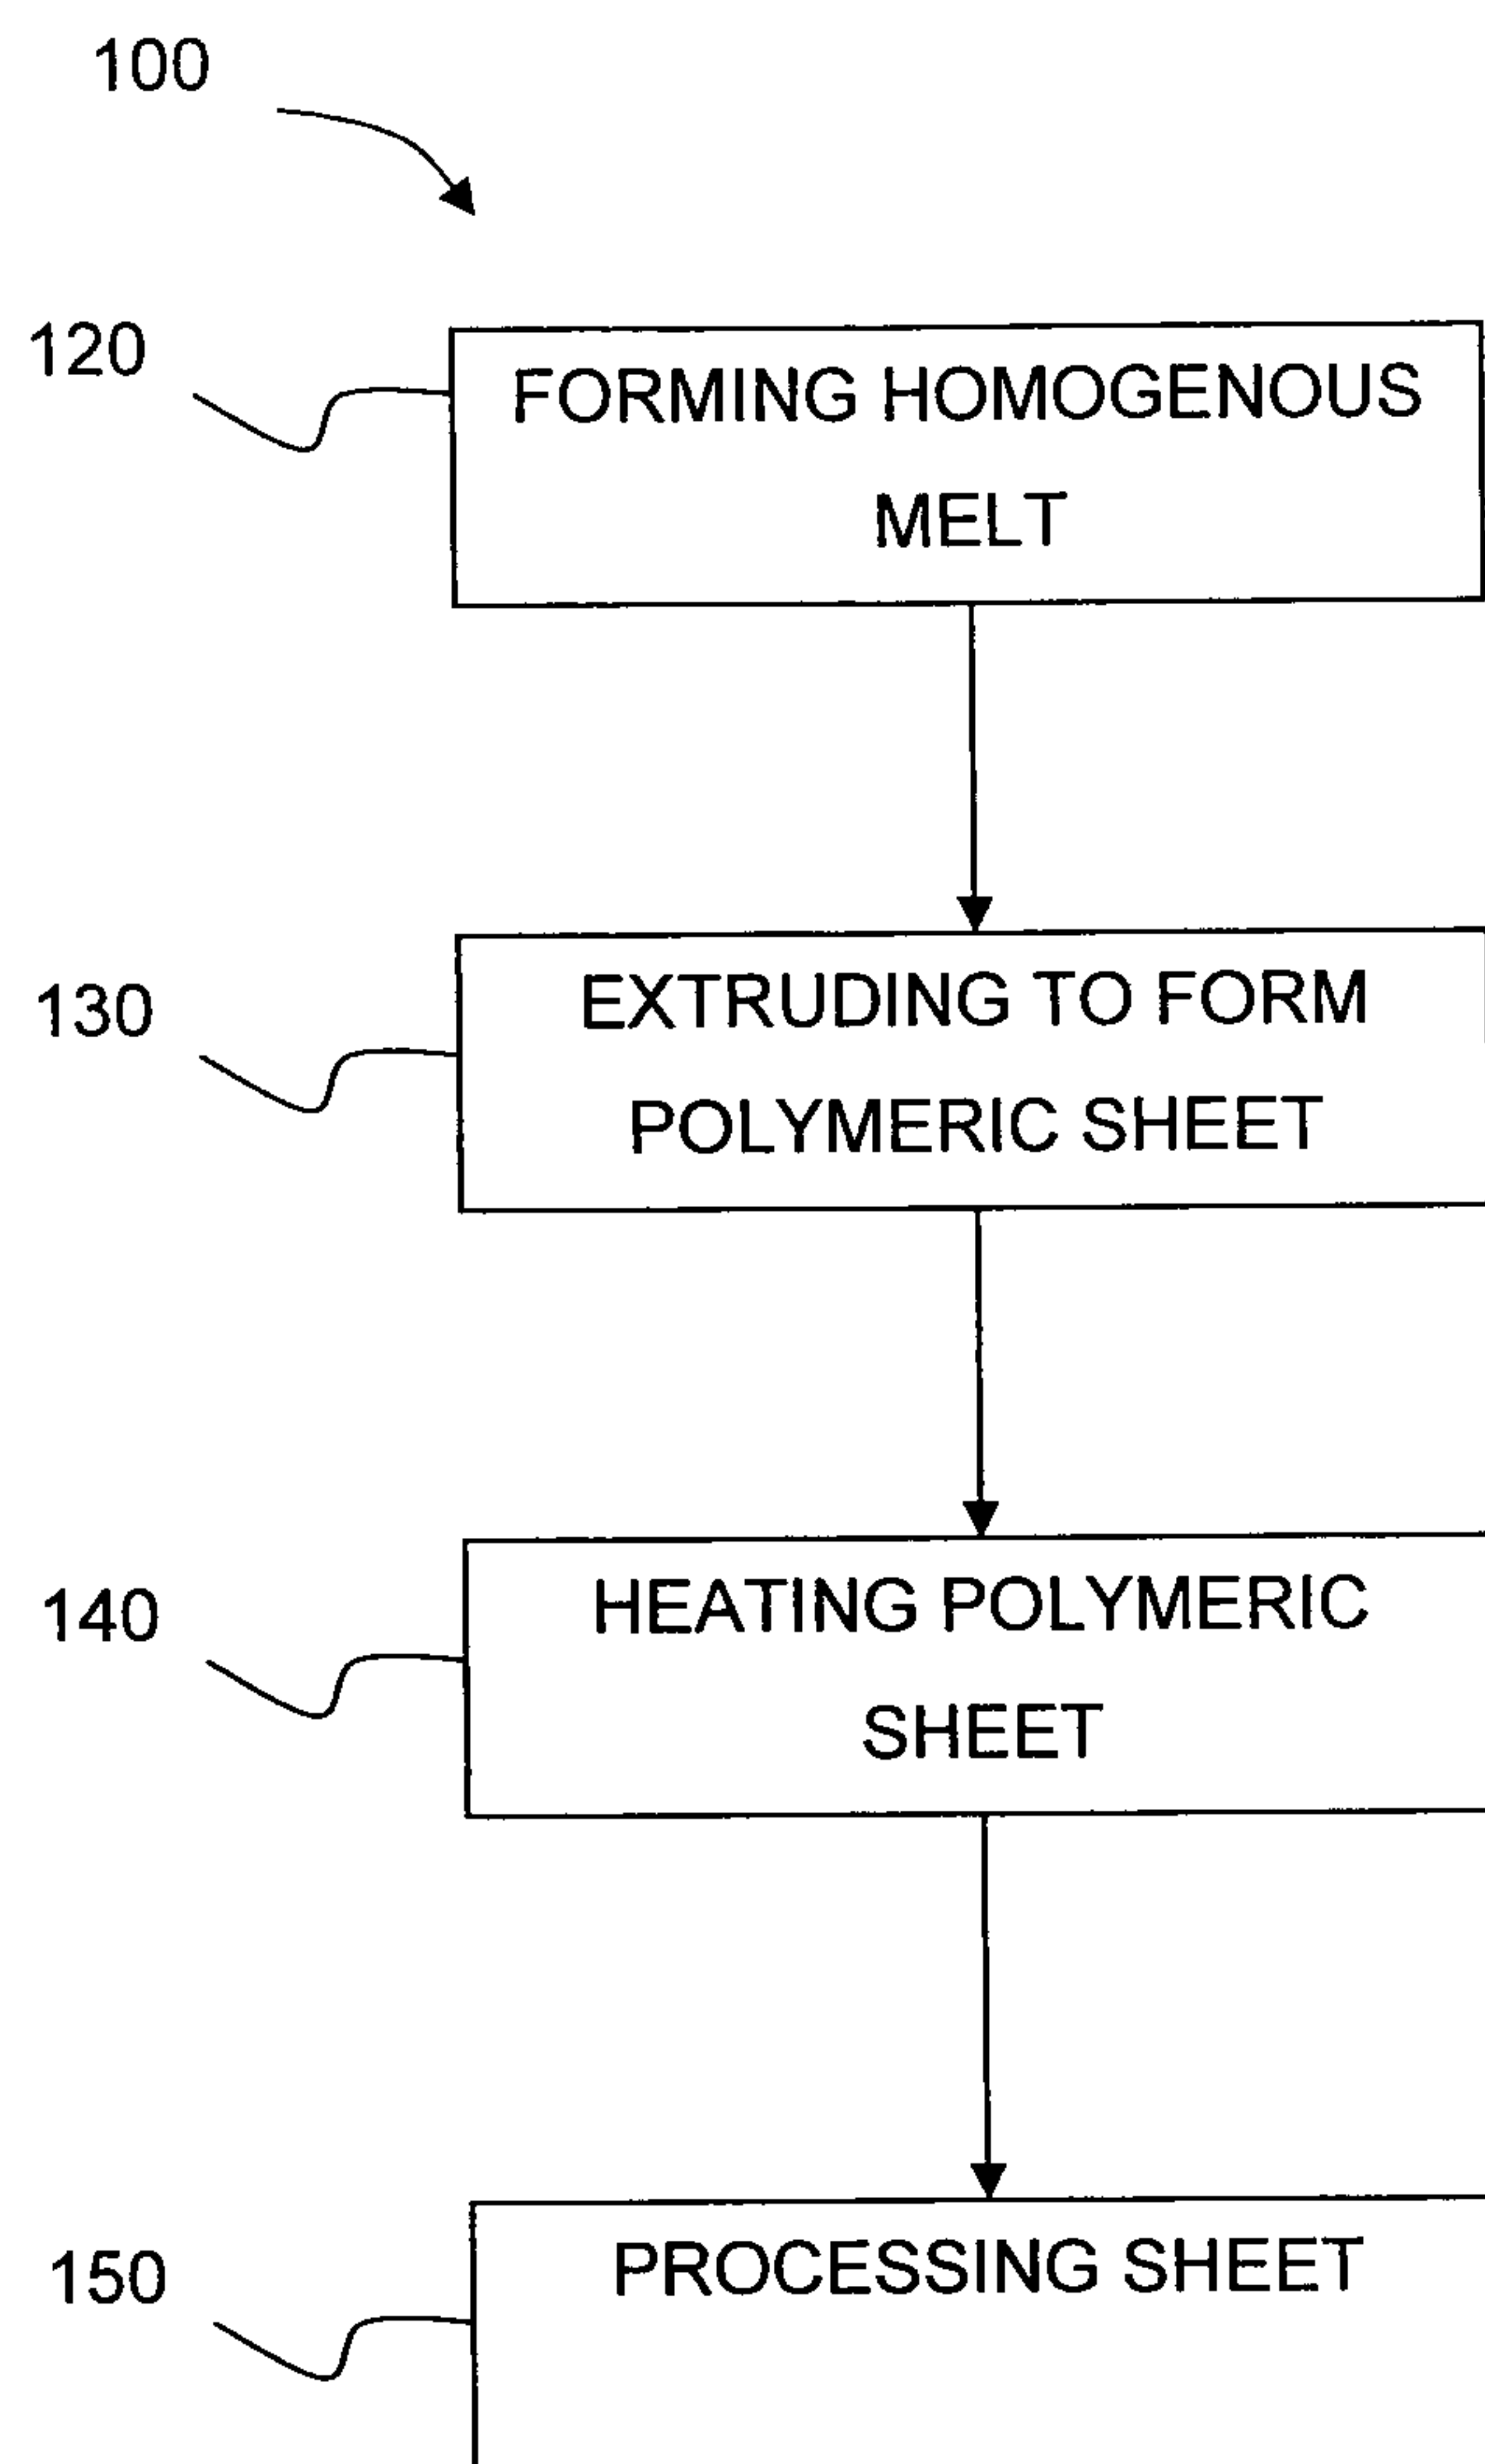 100
120
FORMING HOMOGENOUS
MELT
130
EXTRUDING TO FORM
POLYMERIC SHEET
140
HEATING POLYMERIC
SHEET
150
PROCESSING SHEET